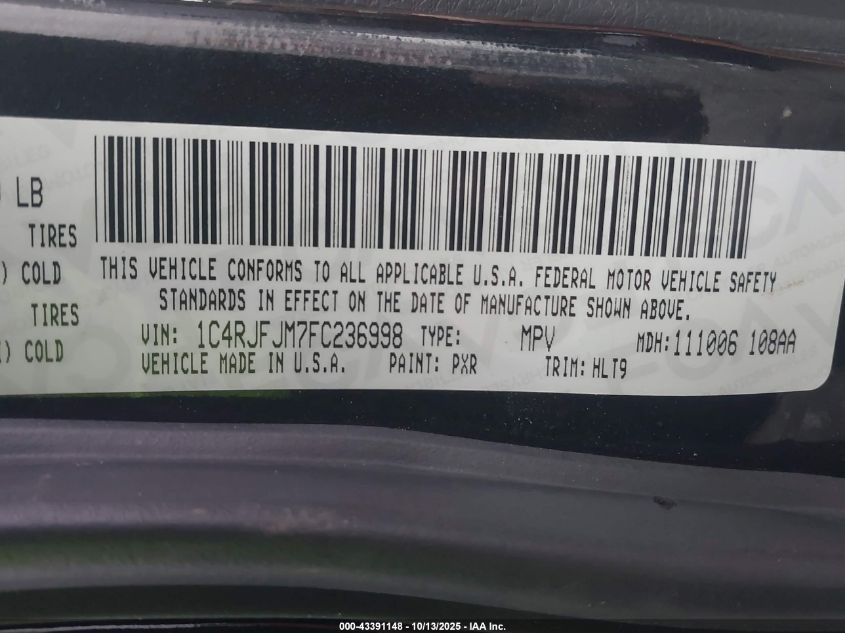 LB
TIRES
) COLD
TIRES
) COLD
THIS VEHICLE CONFORMS TO ALL APPLICABLE U.S.A. FEDERAL MOTOR VEHICLE SAFETY
STANDARDS IN EFFECT ON THE DATE OF MANUFACTURE SHOWN ABOVE.
VIN: 1C4RJFJM7FC236998 TYPE: MPV MDH:111006 108AA
VEHICLE MADE IN U.S.A. PAINT: PXR TRIM: HLT9
000-43391148 - 10/13/2025 - IAA Inc.